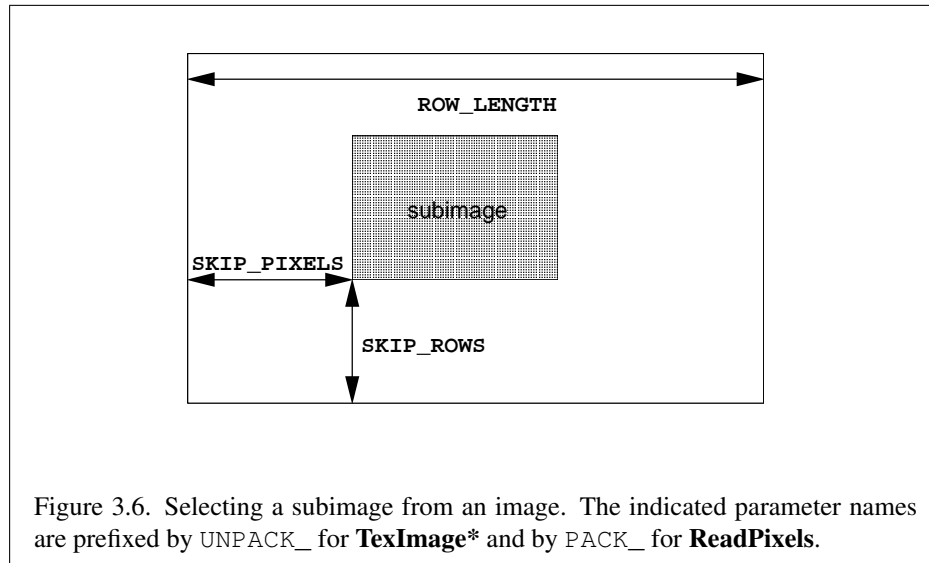 ROW_LENGTH
subimage
SKIP_PIXELS
SKIP_ROWS
Figure 3.6. Selecting a subimage from an image. The indicated parameter names
are prefixed by UNPACK_ for TexImage* and by PACK_ for ReadPixels.